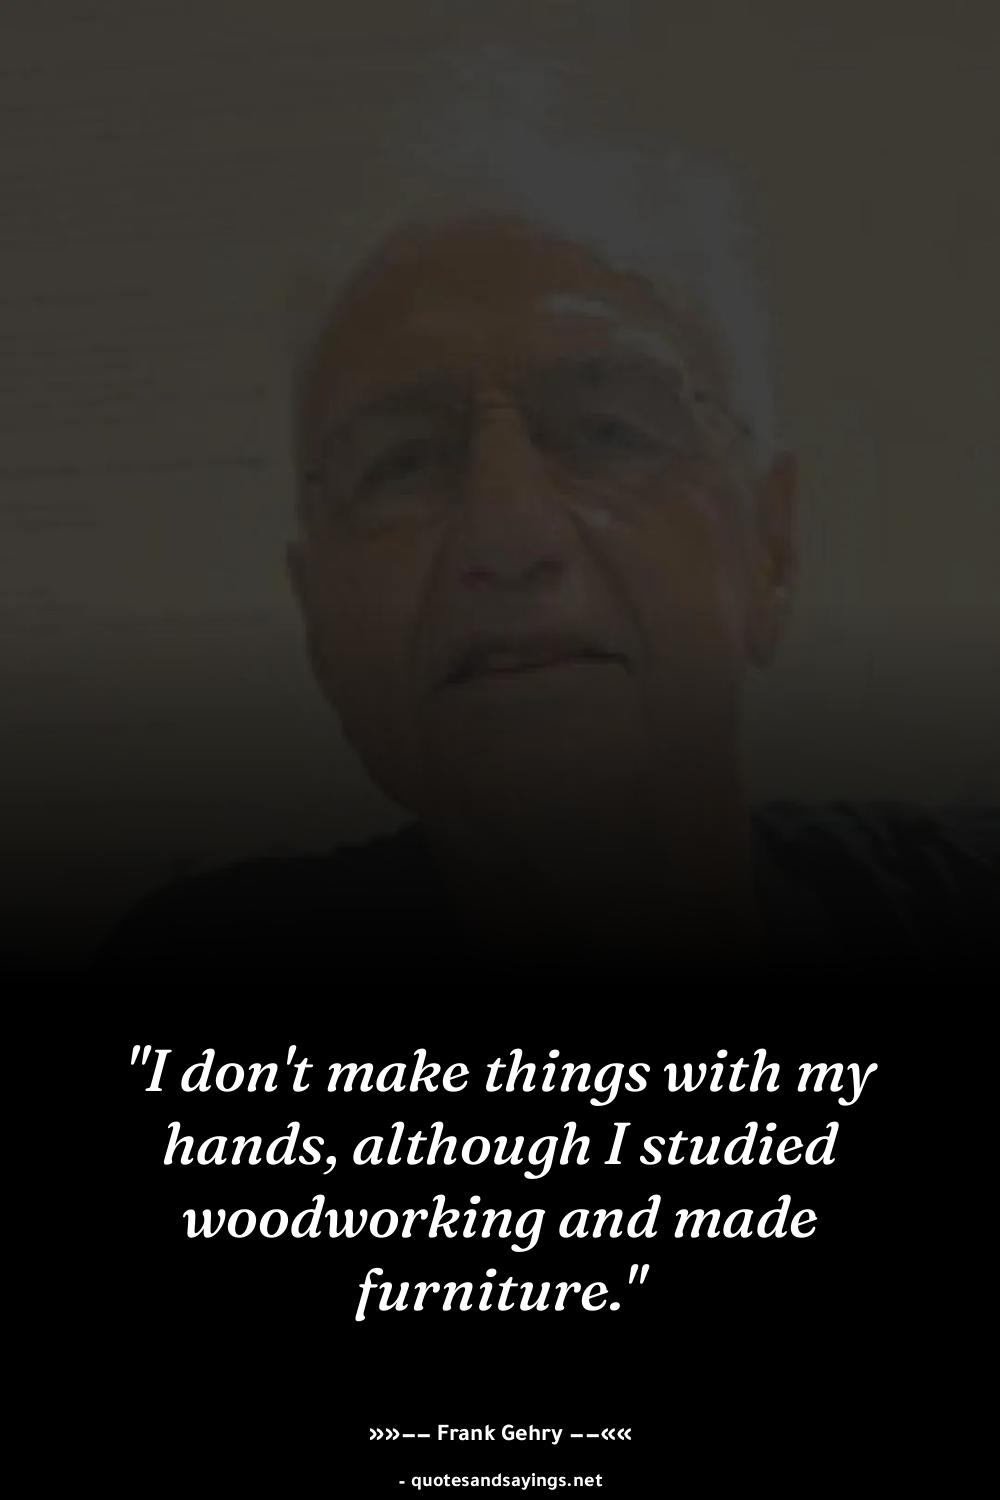 "I don't make things with my
hands, although I studied
woodworking and made
furniture."
»»−− Frank Gehry −−««
- quotesandsayings.net